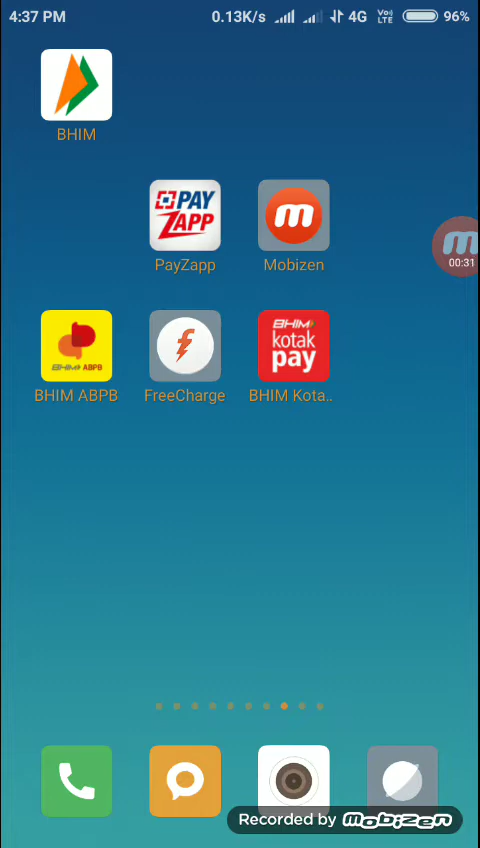 4:37 PM 0.13K/s 4G Vo) LTE 96%
BHIM
PAY ZAPP
m
m
00:31
PayZapp Mobizen
BHIM ABPB
BHIM kotak pay
BHIM ABPB FreeCharge BHIM Kota..
Recorded by mobizen